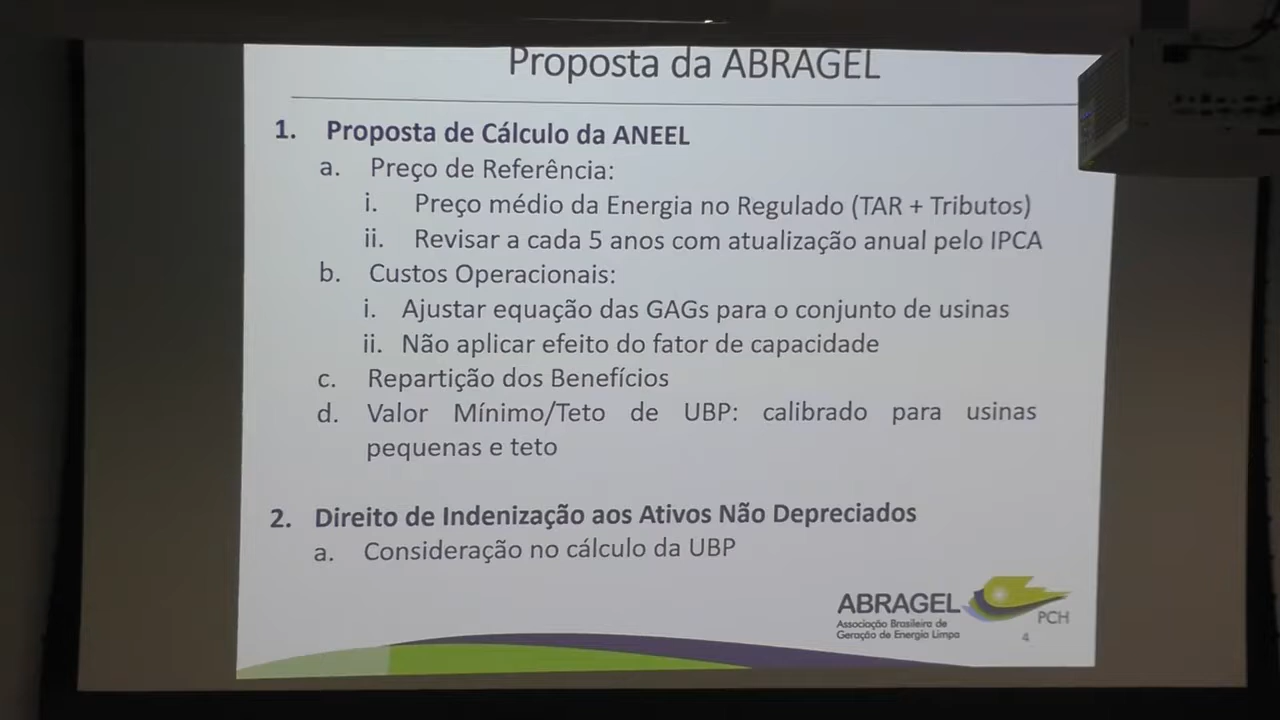 Proposta da ABRAGEL
1. Proposta de Cálculo da ANEEL
a. Preço de Referência:
i. Preço médio da Energia no Regulado (TAR + Tributos)
ii. Revisar a cada 5 anos com atualização anual pelo IPCA
b. Custos Operacionais:
i. Ajustar equação das GAGs para o conjunto de usinas
ii. Não aplicar efeito do fator de capacidade
c. Repartição dos Benefícios
d. Valor Mínimo/Teto de UBP: calibrado para usinas
pequenas e teto
2. Direito de Indenização aos Ativos Não Depreciados
a. Consideração no cálculo da UBP
ABRAGEL
Associação Brasileira de
Geração de Energia Limpa
PCH
4